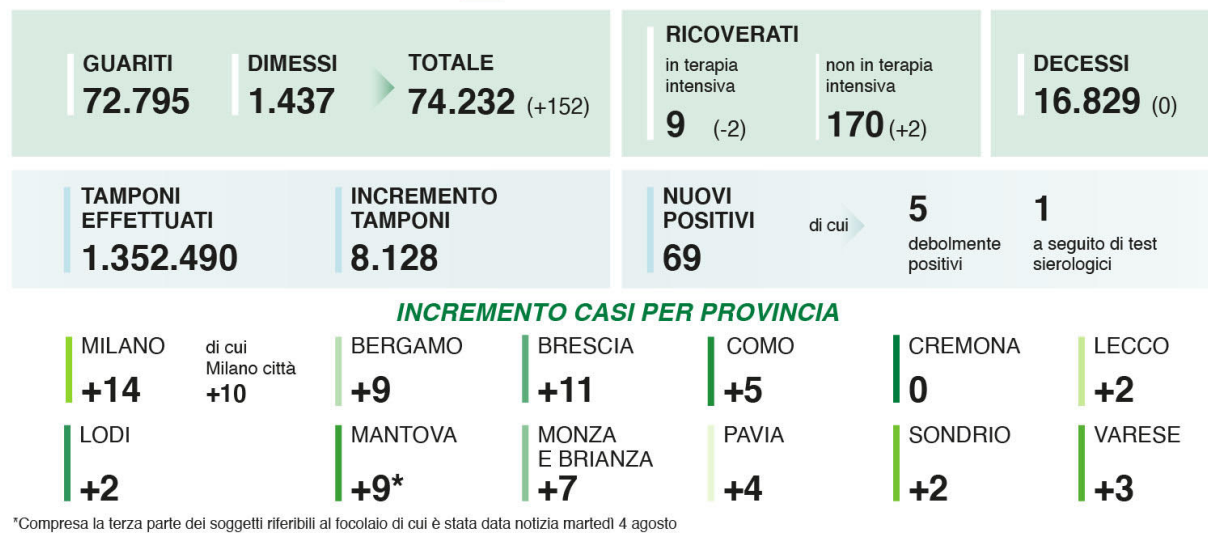 GUARITI
72.795
DIMESSI
1.437
TOTALE
74.232 (+152)
RICOVERATI
in terapia
intensiva
9 (-2)
non in terapia
intensiva
170 (+2)
DECESSI
16.829 (0)
TAMPONI
EFFETTUATI
1.352.490
INCREMENTO
TAMPONI
8.128
NUOVI
POSITIVI
69
di cui
5
debolmente
positivi
1
a seguito di test
sierologici
INCREMENTO CASI PER PROVINCIA
MILANO
+14
di cui
Milano città
+10
BERGAMO
+9
BRESCIA
+11
COMO
+5
CREMONA
0
LECCO
+2
LODI
+2
MANTOVA
+9*
MONZA
E BRIANZA
+7
PAVIA
+4
SONDRIO
+2
VARESE
+3
*Compresa la terza parte dei soggetti riferibili al focolaio di cui è stata data notizia martedì 4 agosto